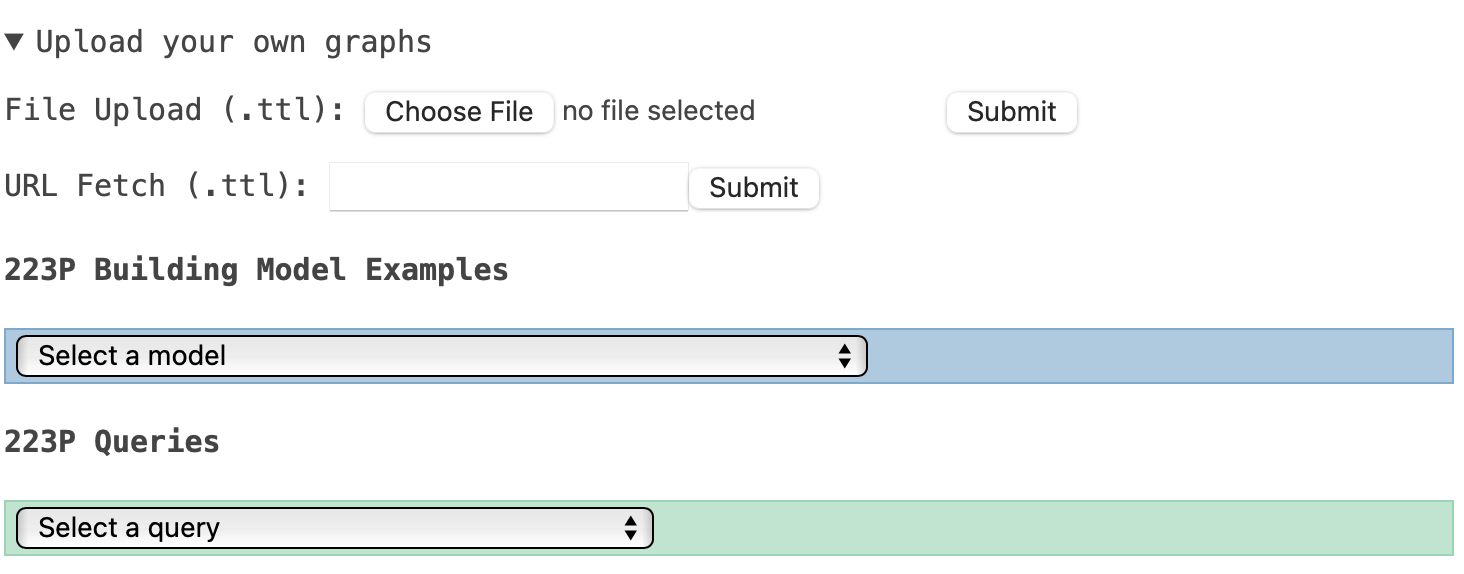 ▼ Upload your own graphs
File Upload (.ttl): Choose File no file selected Submit
URL Fetch (.ttl): Submit
223P Building Model Examples
Select a model
223P Queries
Select a query